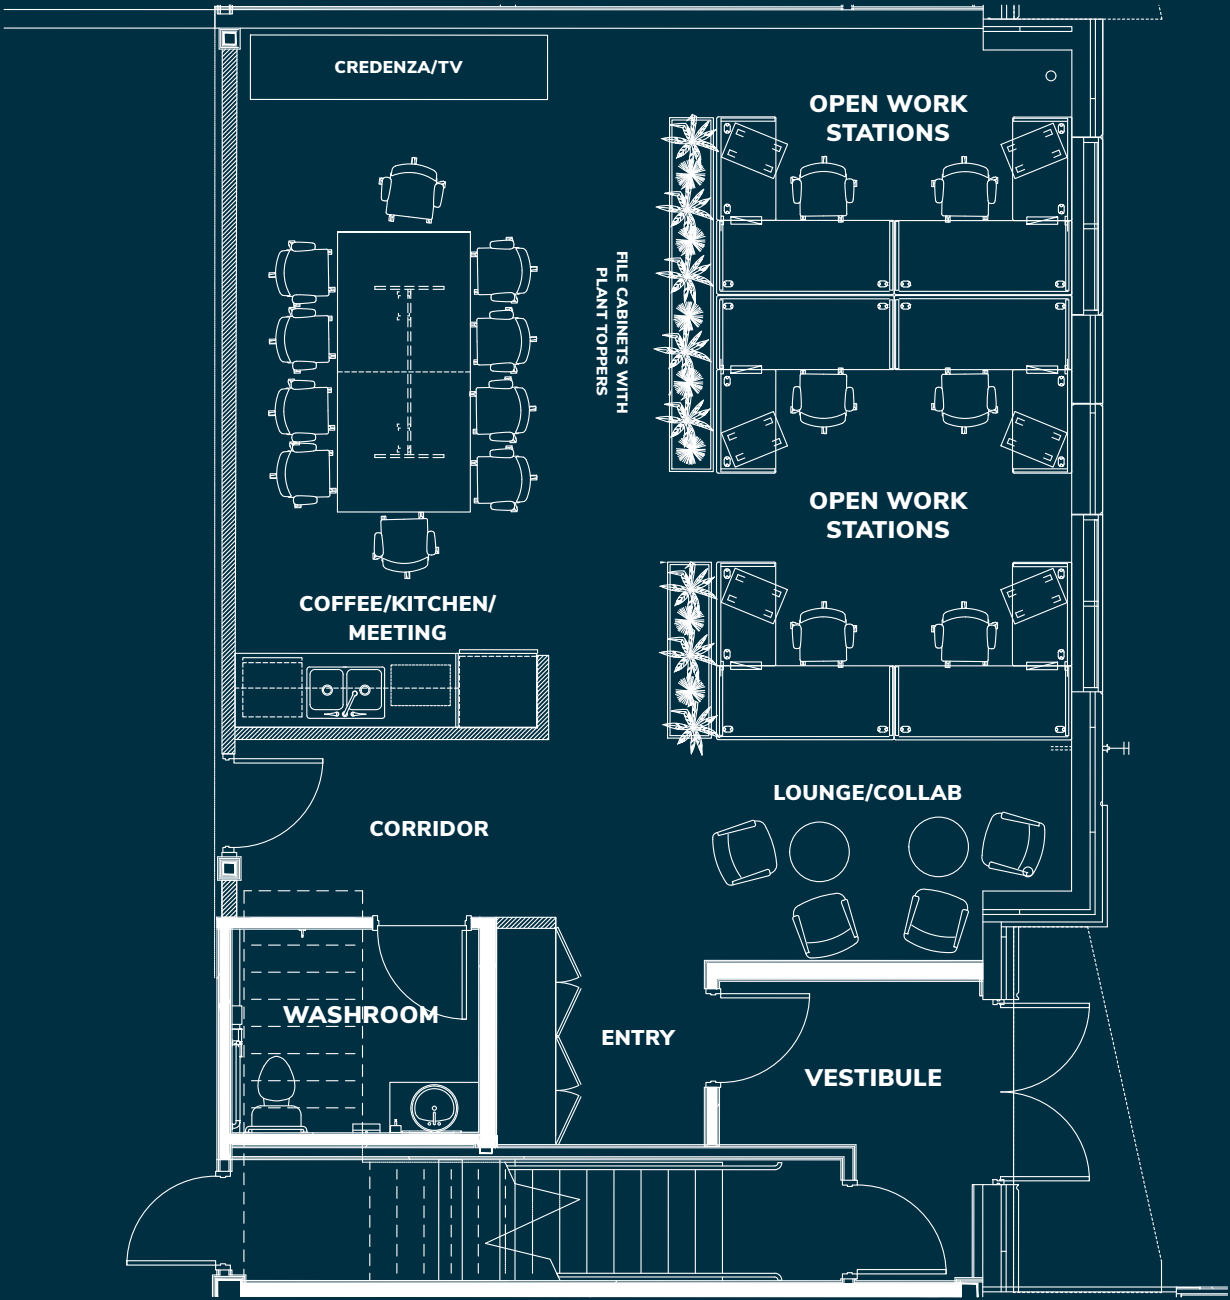 CREDENZA/TV
OPEN WORK
STATIONS
FILE CABINETS WITH
PLANT TOPPERS
OPEN WORK
STATIONS
COFFEE/KITCHEN/
MEETING
LOUNGE/COLLAB
CORRIDOR
WASHROOM
ENTRY
VESTIBULE